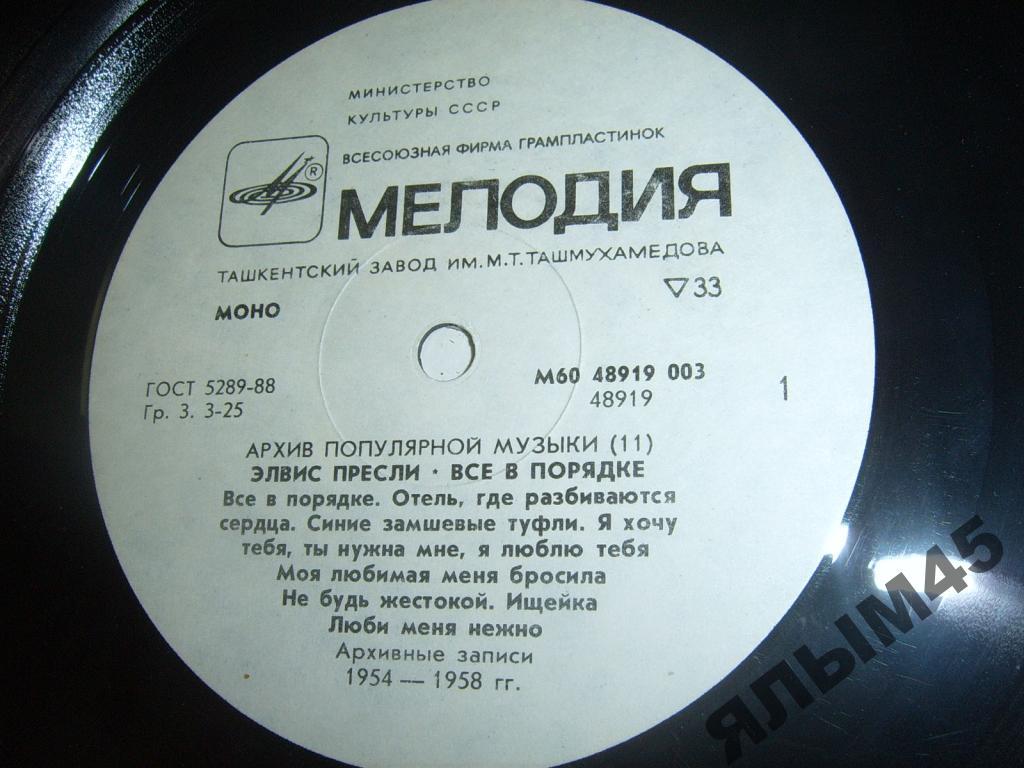 МИНИСТЕРСТВО
КУЛЬТУРЫ СССР
ВСЕСОЮЗНАЯ ФИРМА ГРАМПЛАСТИНОК
®
МЕЛОДИЯ
ТАШКЕНТСКИЙ ЗАВОД ИМ. М.Т. ТАШМУХАМЕДОВА
МОНО
▽33
ГОСТ 5289-88
Гр. 3. 3-25
М60 48919 003
48919
1
АРХИВ ПОПУЛЯРНОЙ МУЗЫКИ (11)
ЭЛВИС ПРЕСЛИ · ВСЕ В ПОРЯДКЕ
Все в порядке. Отель, где разбиваются
сердца. Синие замшевые туфли. Я хочу
тебя, ты нужна мне, я люблю тебя
Моя любимая меня бросила
Не будь жестокой. Ищейка
Люби меня нежно
Архивные записи
1954 — 1958 гг.
ЯЛЫМ45